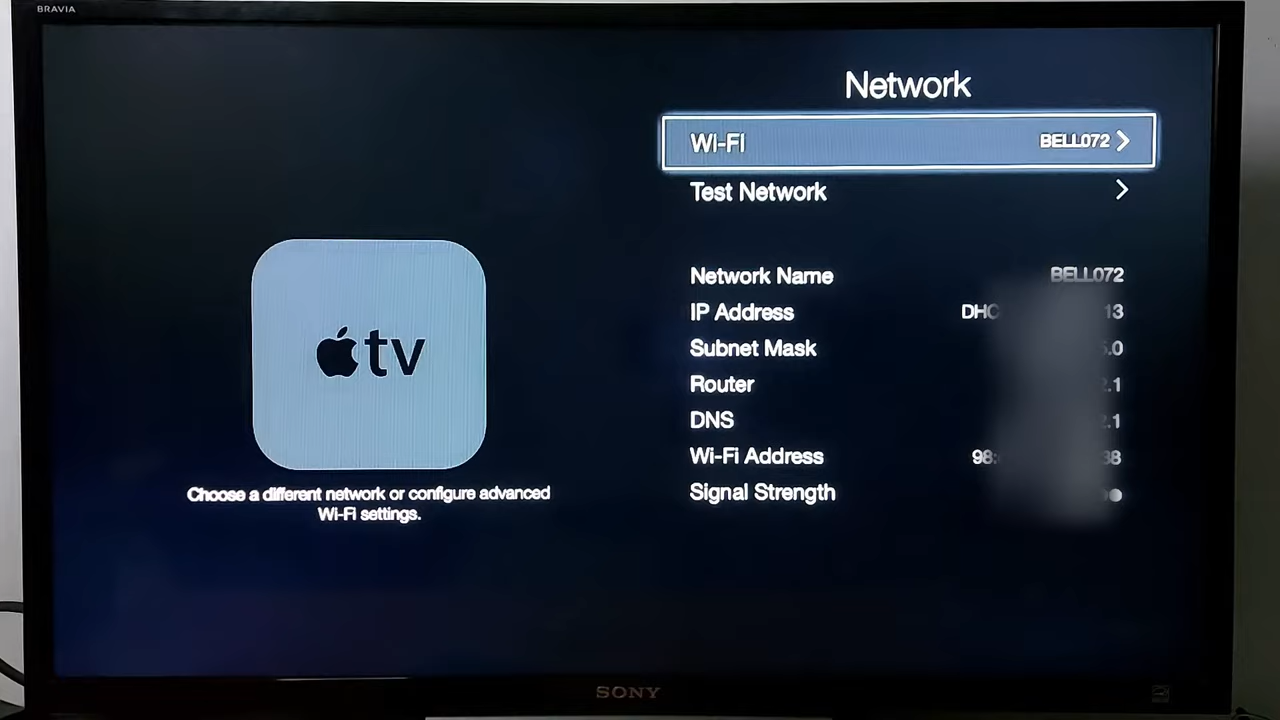 BRAVIA
Network
Wi-Fi BELL072
Test Network
Network Name BELL072
IP Address DHC 13
Subnet Mask .0
Router .1
DNS .1
Wi-Fi Address 98: 38
Signal Strength
tv
Choose a different network or configure advanced
Wi-Fi settings.
SONY